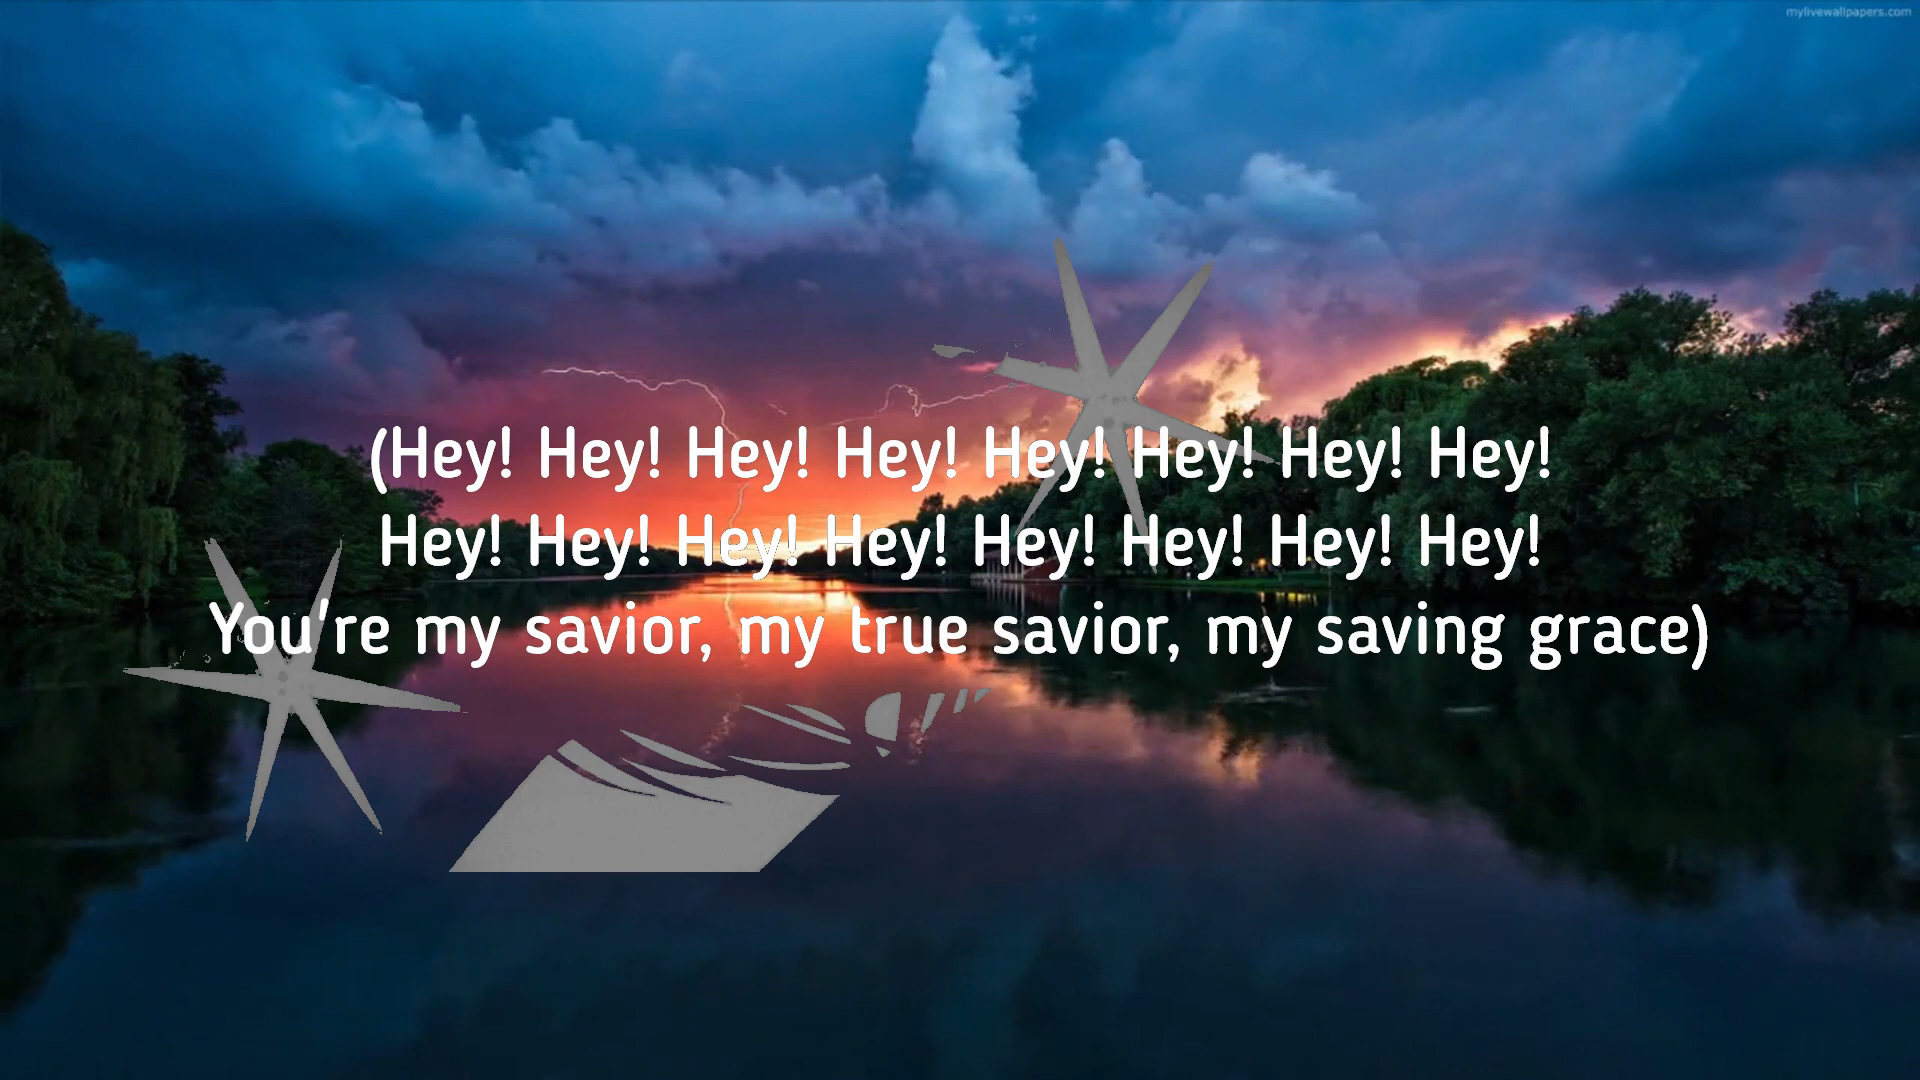 mylivewallpapers.com
(Hey! Hey! Hey! Hey! Hey! Hey! Hey! Hey!
Hey! Hey! Hey! Hey! Hey! Hey! Hey! Hey!
You're my savior, my true savior, my saving grace)